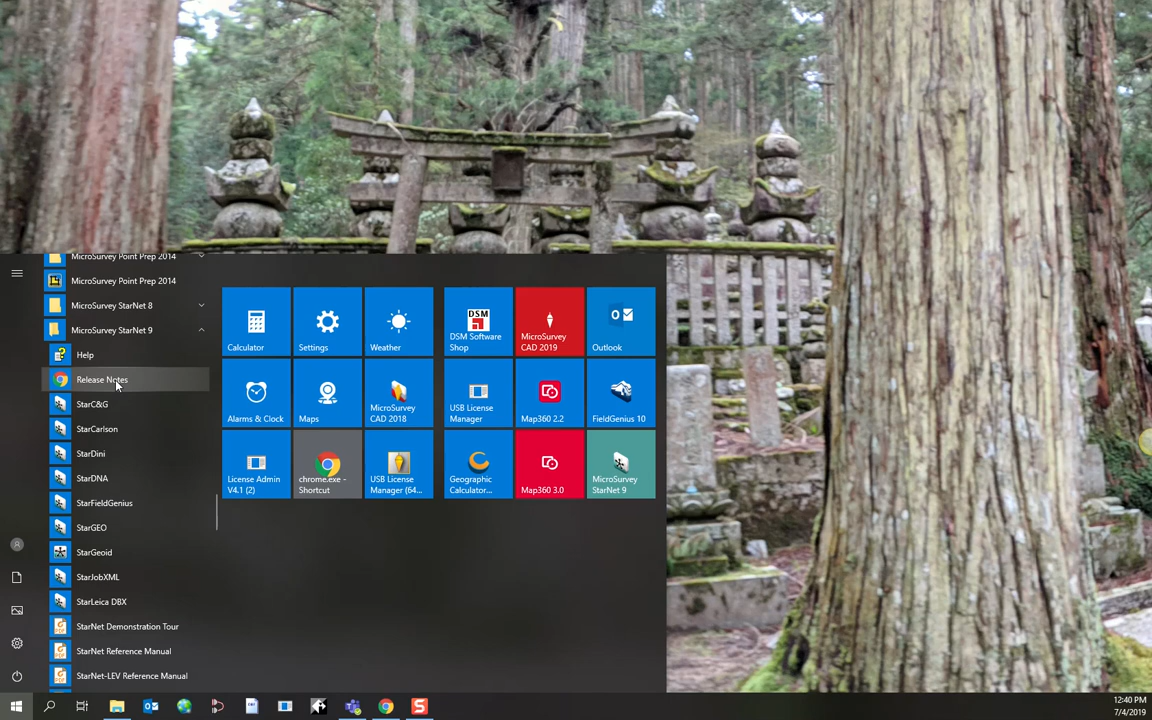 MicroSurvey Point Prep 2014
MicroSurvey Point Prep 2014
MicroSurvey StarNet 8
MicroSurvey StarNet 9
Help
Release Notes
StarC&G
StarCarlson
StarDini
StarDNA
StarFieldGenius
StarGEO
StarGeoid
StarJobXML
StarLeica DBX
StarNet Demonstration Tour
StarNet Reference Manual
StarNet-LEV Reference Manual
Calculator
Settings
Weather
DSM
DSM Software
Shop
MicroSurvey
CAD 2019
Outlook
Alarms & Clock
Maps
MicroSurvey
CAD 2018
USB License
Manager
Map360 2.2
FieldGenius 10
License Admin
V4.1 (2)
chrome.exe -
Shortcut
USB License
Manager (64...
Geographic
Calculator...
Map360 3.0
MicroSurvey
StarNet 9
12:40 PM
7/4/2019